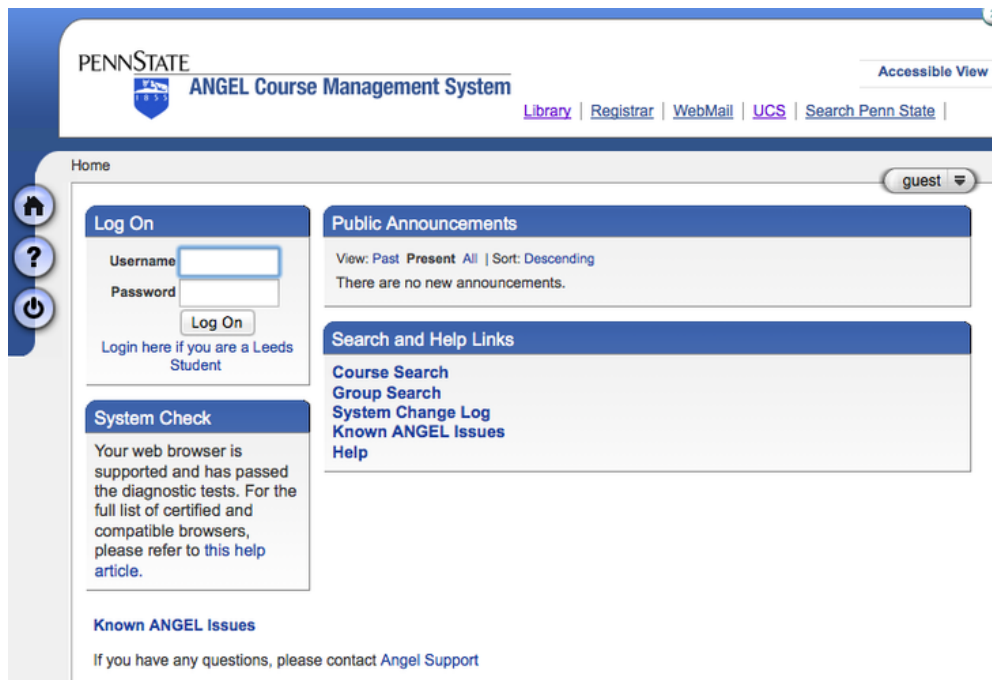 PENNSTATE
1855
ANGEL Course Management System
Accessible View
Library | Registrar | WebMail | UCS | Search Penn State |
Home
guest
Log On
Username
Password
Log On
Login here if you are a Leeds
Student
System Check
Your web browser is
supported and has passed
the diagnostic tests. For the
full list of certified and
compatible browsers,
please refer to this help
article.
Public Announcements
View: Past Present All | Sort: Descending
There are no new announcements.
Search and Help Links
Course Search
Group Search
System Change Log
Known ANGEL Issues
Help
Known ANGEL Issues
If you have any questions, please contact Angel Support